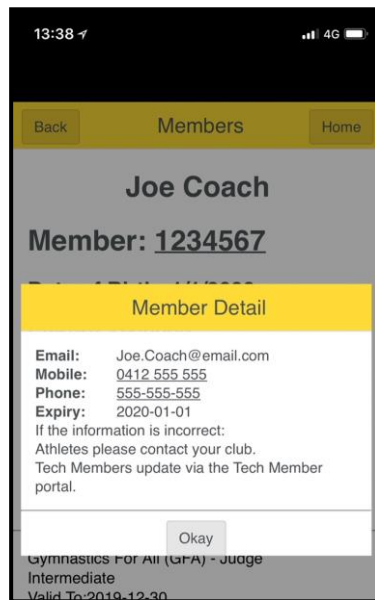 13:38
4G
Back
Members
Home
Joe Coach
Member: 1234567
Member Detail
Email: Joe.Coach@email.com
Mobile: 0412 555 555
Phone: 555-555-555
Expiry: 2020-01-01
If the information is incorrect:
Athletes please contact your club.
Tech Members update via the Tech Member
portal.
Okay
Gymnastics For All (GFA) - Judge
Intermediate
Valid To:2019-12-30